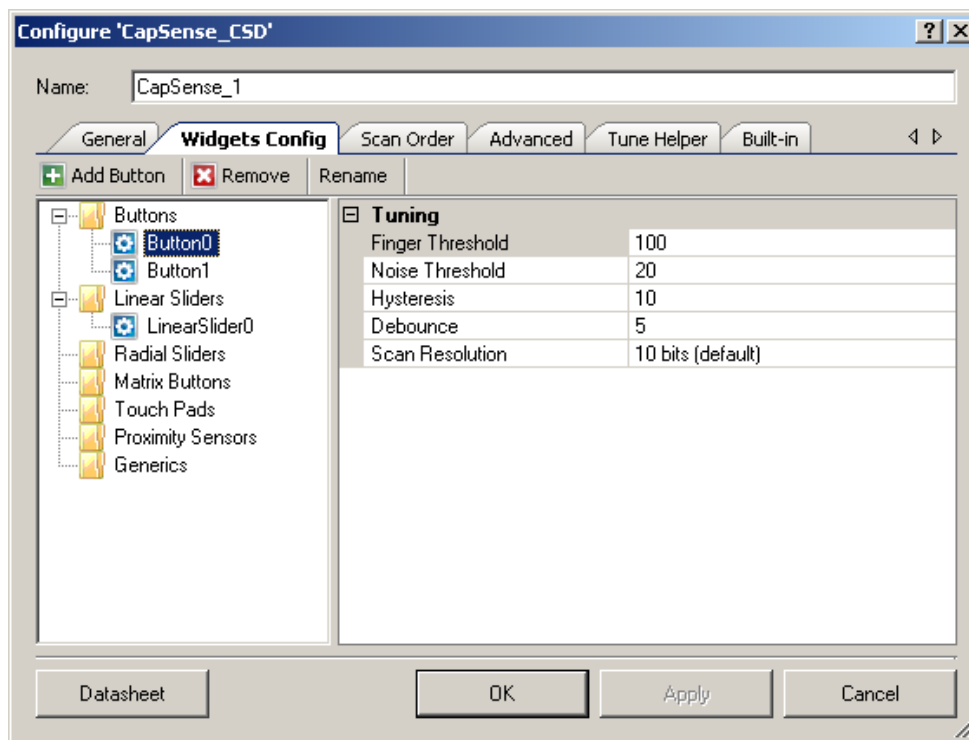 Configure 'CapSense_CSD'
Name: CapSense_1
General Widgets Config Scan Order Advanced Tune Helper Built-in
Add Button Remove Rename
Buttons
Button0
Button1
Linear Sliders
LinearSlider0
Radial Sliders
Matrix Buttons
Touch Pads
Proximity Sensors
Generics
Tuning
Finger Threshold 100
Noise Threshold 20
Hysteresis 10
Debounce 5
Scan Resolution 10 bits (default)
Datasheet OK Apply Cancel